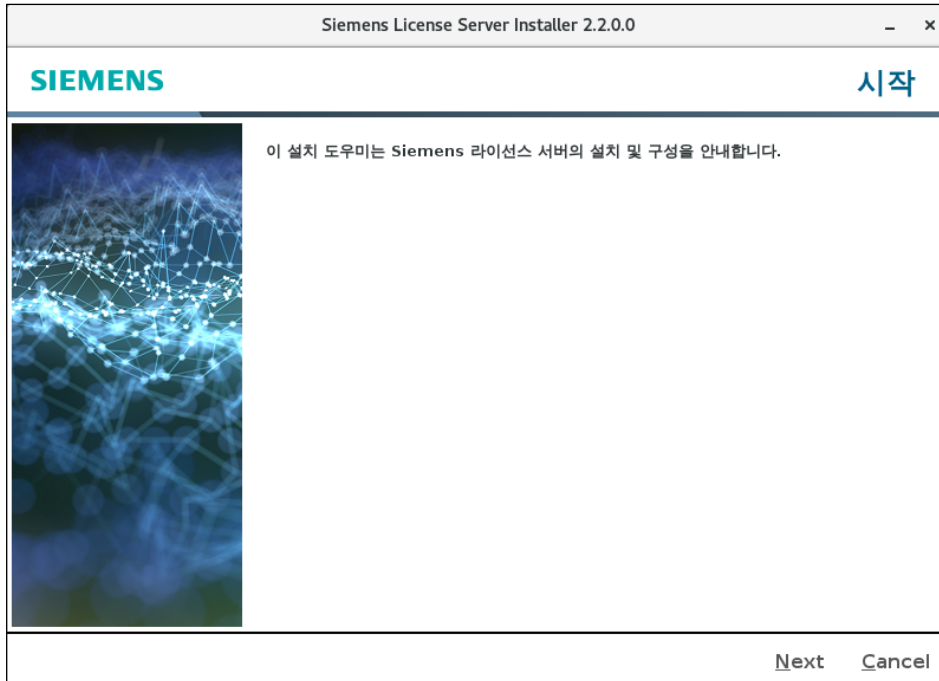 Siemens License Server Installer 2.2.0.0
SIEMENS
시작
이 설치 도우미는 Siemens 라이선스 서버의 설치 및 구성을 안내합니다.
Next
Cancel